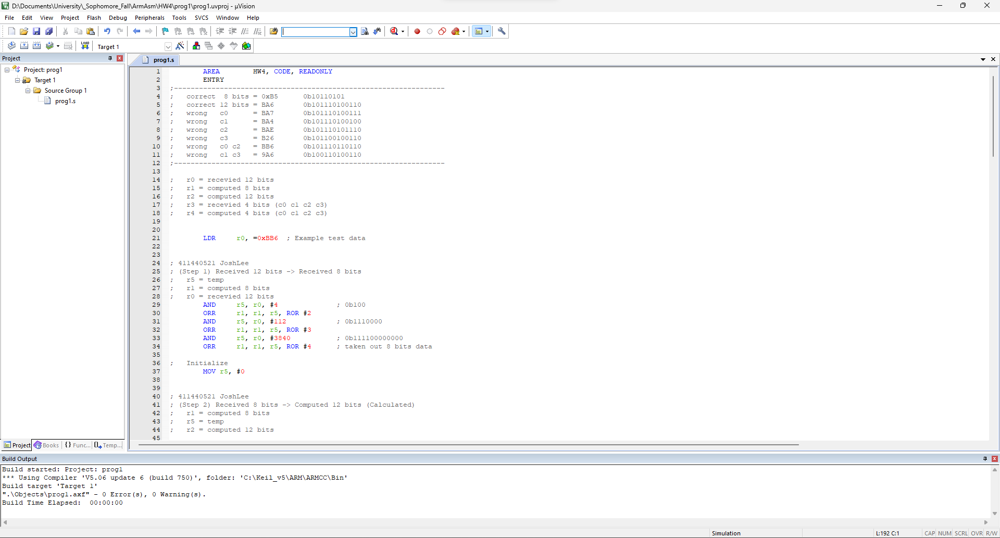 D:\Documents\University\_Sophomore_Fall\ArmAsm\HW4\prog1\prog1.uvproj - µVision
File Edit View Project Flash Debug Peripherals Tools SVCS Window Help
LOAD
Target 1
Project
Project: prog1
Target 1
Source Group 1
prog1.s
Project Books {} Func... Temp...
prog1.s
1 AREA HW4, CODE, READONLY
2 ENTRY
3 ;-----------------------------------------------------------------
4 ; correct 8 bits = 0xB5 0b10110101
5 ; correct 12 bits = BA6 0b101110100110
6 ; wrong c0 = BA7 0b101110100111
7 ; wrong c1 = BA4 0b101110100100
8 ; wrong c2 = BAE 0b101110101110
9 ; wrong c3 = B26 0b101100100110
10 ; wrong c0 c2 = BB6 0b101110110110
11 ; wrong c1 c3 = 9A6 0b100110100110
12 ;-----------------------------------------------------------------
13
14 ; r0 = recevied 12 bits
15 ; r1 = computed 8 bits
16 ; r2 = computed 12 bits
17 ; r3 = recevied 4 bits (c0 c1 c2 c3)
18 ; r4 = computed 4 bits (c0 c1 c2 c3)
19
20
21 LDR r0, =0xBB6 ; Example test data
22
23
24 ; 411440521 JoshLee
25 ; (Step 1) Received 12 bits -> Received 8 bits
26 ; r5 = temp
27 ; r1 = computed 8 bits
28 ; r0 = recevied 12 bits
29 AND r5, r0, #4 ; 0b100
30 ORR r1, r1, r5, ROR #2
31 AND r5, r0, #112 ; 0b1110000
32 ORR r1, r1, r5, ROR #3
33 AND r5, r0, #3840 ; 0b111100000000
34 ORR r1, r1, r5, ROR #4 ; taken out 8 bits data
35
36 ; Initialize
37 MOV r5, #0
38
39
40 ; 411440521 JoshLee
41 ; (Step 2) Received 8 bits -> Computed 12 bits (Calculated)
42 ; r1 = computed 8 bits
43 ; r5 = temp
44 ; r2 = computed 12 bits
45
Build Output
Build started: Project: prog1
*** Using Compiler 'V5.06 update 6 (build 750)', folder: 'C:\Keil_v5\ARM\ARMCC\Bin'
Build target 'Target 1'
".\Objects\prog1.axf" - 0 Error(s), 0 Warning(s).
Build Time Elapsed: 00:00:00
Simulation L:192 C:1 CAP NUM SCRL OVR R/W